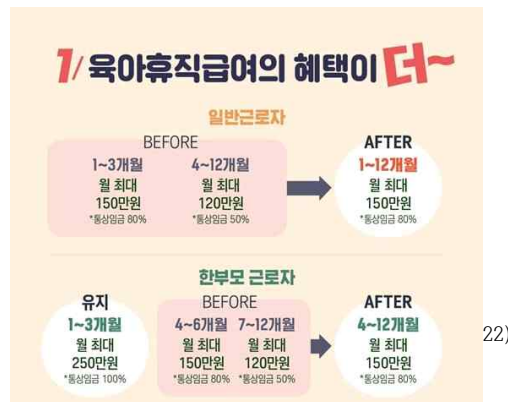 1/ 육아휴직급여의 혜택이 더~
일반근로자
BEFORE
1~3개월
월 최대
150만원
*통상임금 80%
4~12개월
월 최대
120만원
*통상임금 50%
AFTER
1~12개월
월 최대
150만원
*통상임금 80%
한부모 근로자
유지
1~3개월
월 최대
250만원
*통상임금 100%
BEFORE
4~6개월
월 최대
150만원
*통상임금 80%
7~12개월
월 최대
120만원
*통상임금 50%
AFTER
4~12개월
월 최대
150만원
*통상임금 80%
22)